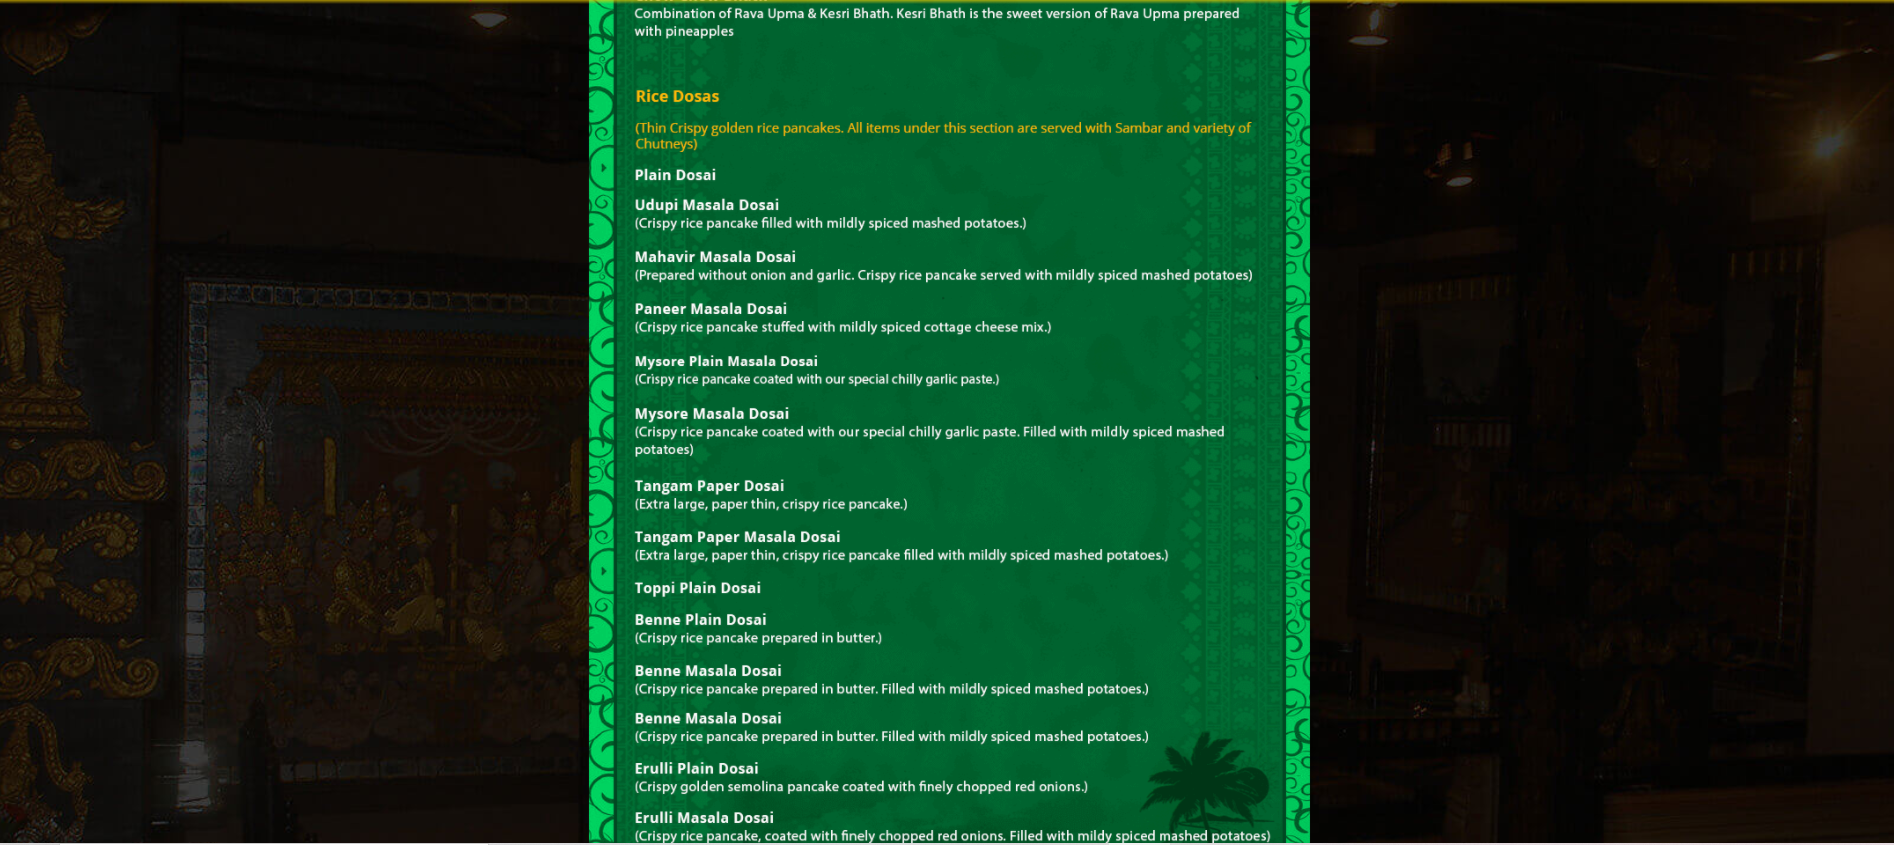 Combination of Rava Upma & Kesri Bhath. Kesri Bhath is the sweet version of Rava Upma prepared
with pineapples
Rice Dosas
(Thin Crispy golden rice pancakes. All items under this section are served with Sambar and variety of
Chutneys)
Plain Dosai
Udupi Masala Dosai
(Crispy rice pancake filled with mildly spiced mashed potatoes.)
Mahavir Masala Dosai
(Prepared without onion and garlic. Crispy rice pancake served with mildly spiced mashed potatoes)
Paneer Masala Dosai
(Crispy rice pancake stuffed with mildly spiced cottage cheese mix.)
Mysore Plain Masala Dosai
(Crispy rice pancake coated with our special chilly garlic paste.)
Mysore Masala Dosai
(Crispy rice pancake coated with our special chilly garlic paste. Filled with mildly spiced mashed
potatoes)
Tangam Paper Dosai
(Extra large, paper thin, crispy rice pancake.)
Tangam Paper Masala Dosai
(Extra large, paper thin, crispy rice pancake filled with mildly spiced mashed potatoes.)
Toppi Plain Dosai
Benne Plain Dosai
(Crispy rice pancake prepared in butter.)
Benne Masala Dosai
(Crispy rice pancake prepared in butter. Filled with mildly spiced mashed potatoes.)
Benne Masala Dosai
(Crispy rice pancake prepared in butter. Filled with mildly spiced mashed potatoes.)
Erulli Plain Dosai
(Crispy golden semolina pancake coated with finely chopped red onions.)
Erulli Masala Dosai
(Crispy rice pancake, coated with finely chopped red onions. Filled with mildy spiced mashed potatoes)